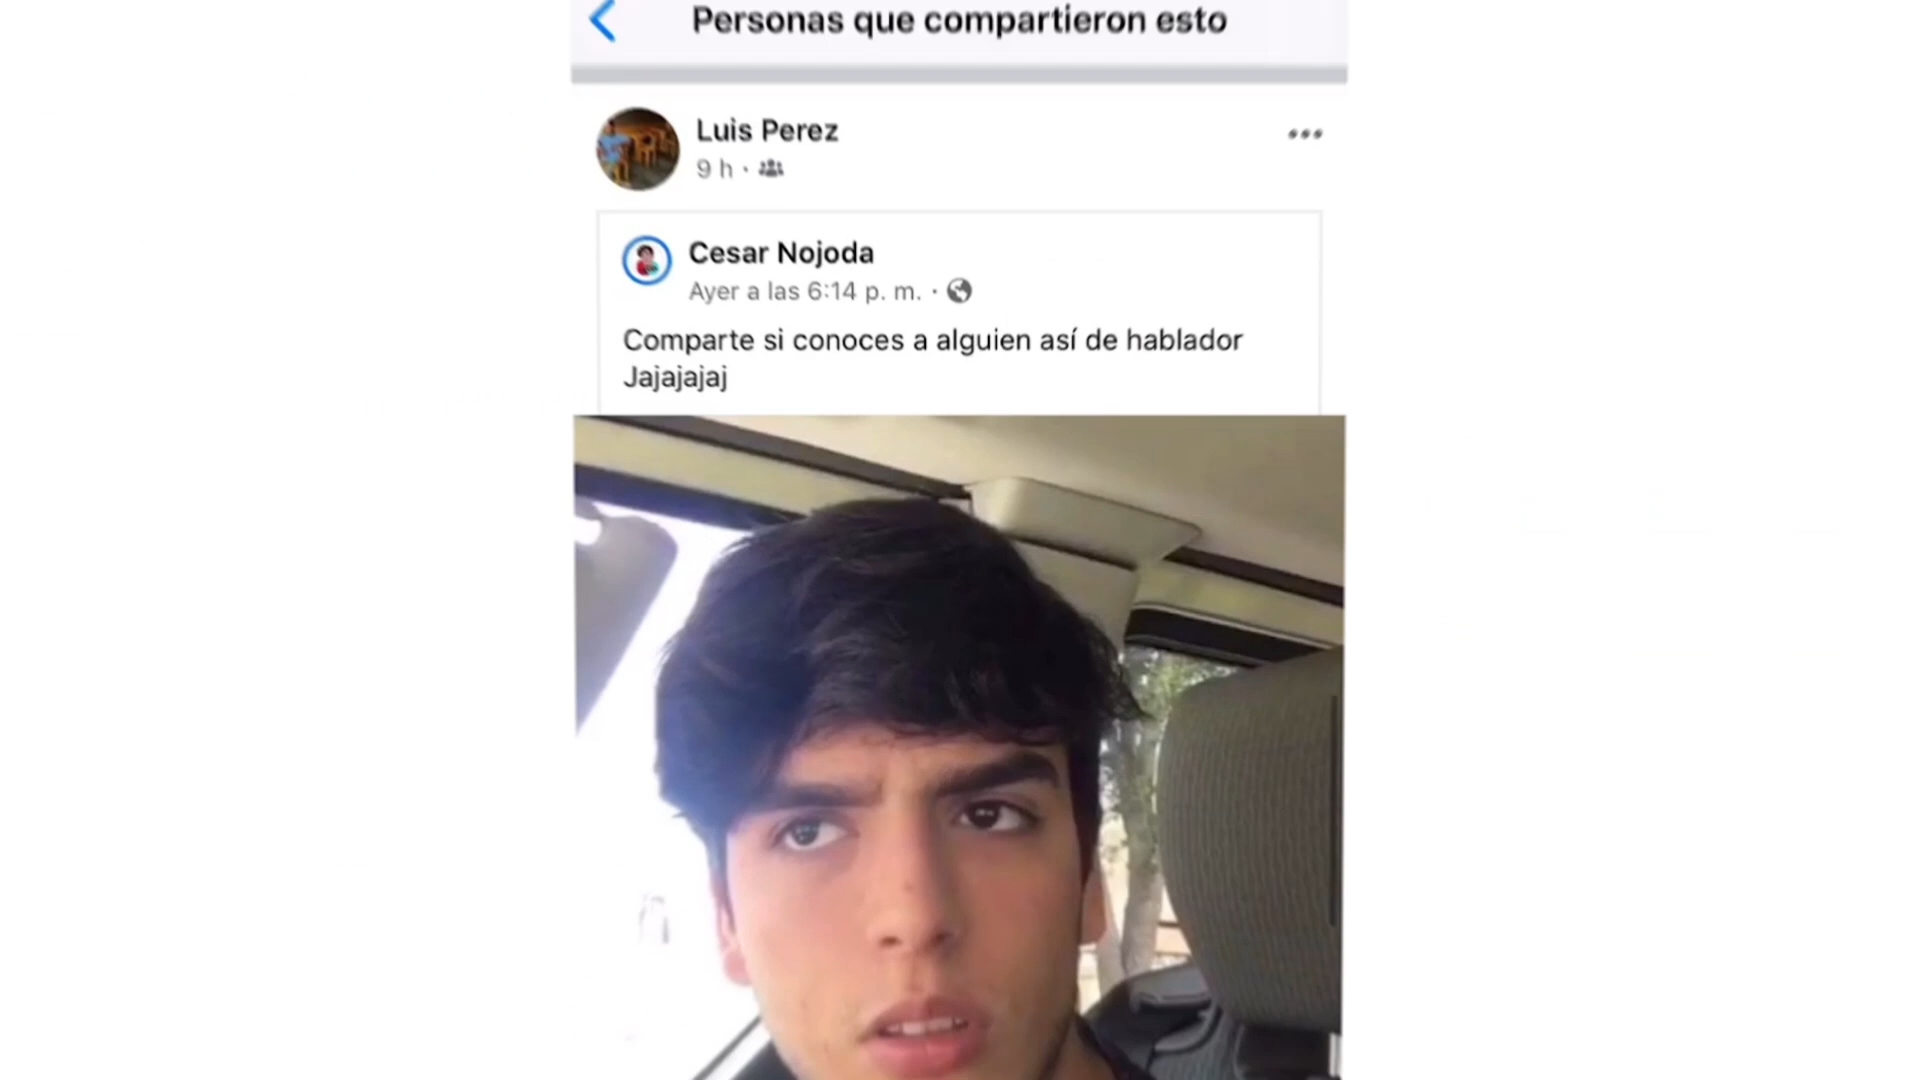 Personas que compartieron esto
Luis Perez
9 h ·
Cesar Nojoda
Ayer a las 6:14 p. m. ·
Comparte si conoces a alguien así de hablador
Jajajajaj